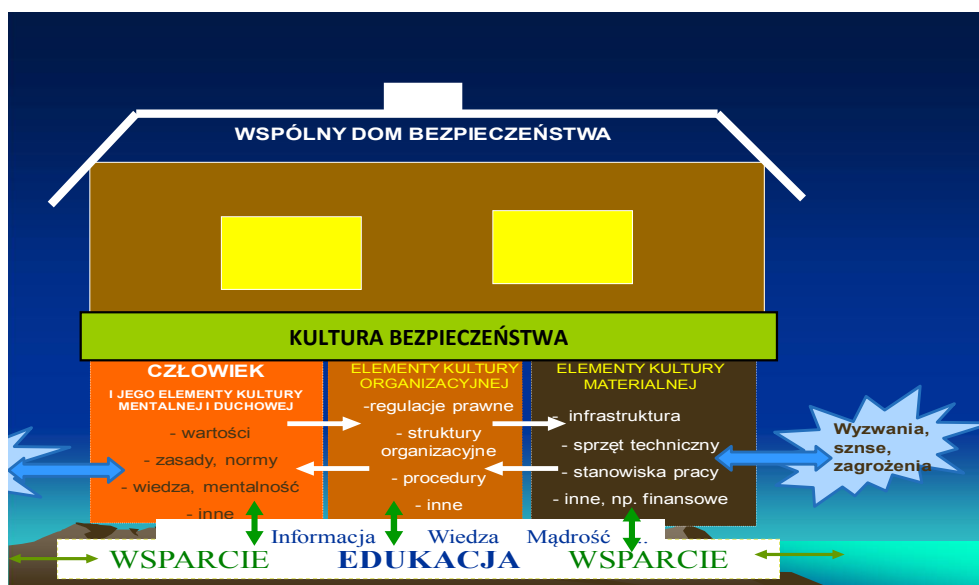 WSPÓLNY DOM BEZPIECZEŃSTWA
KULTURA BEZPIECZEŃSTWA
CZŁOWIEK
I JEGO ELEMENTY KULTURY
MENTALNEJ I DUCHOWEJ
- wartości
- zasady, normy
- wiedza, mentalność
- inne
ELEMENTY KULTURY
ORGANIZACYJNEJ
-regulacje prawne
- struktury
organizacyjne
- procedury
- inne
ELEMENTY KULTURY
MATERIALNEJ
- infrastruktura
- sprzęt techniczny
- stanowiska pracy
- inne, np. finansowe
Wyzwania,
sznse,
zagrożenia
Informacja Wiedza Mądrość ...
WSPARCIE EDUKACJA WSPARCIE